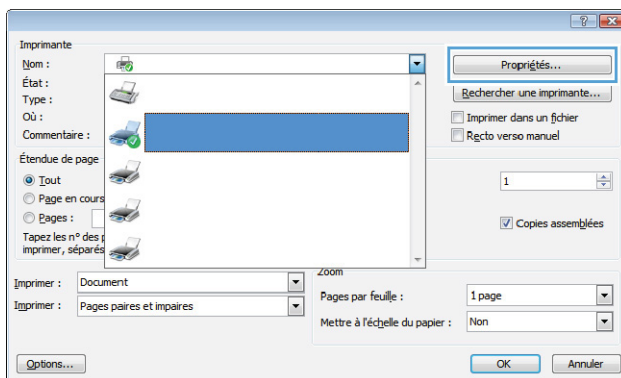 Imprimante
Nom :
Propriétés...
État :
Type :
Rechercher une imprimante...
Où :
Imprimer dans un fichier
Commentaire :
Recto verso manuel
Étendue de page
Tout
1
Page en cours
Pages :
Copies assemblées
Tapez les n° des p
imprimer, séparés
Zoom
Imprimer : Document
Pages par feuille : 1 page
Imprimer : Pages paires et impaires
Mettre à l'échelle du papier : Non
Options...
OK
Annuler